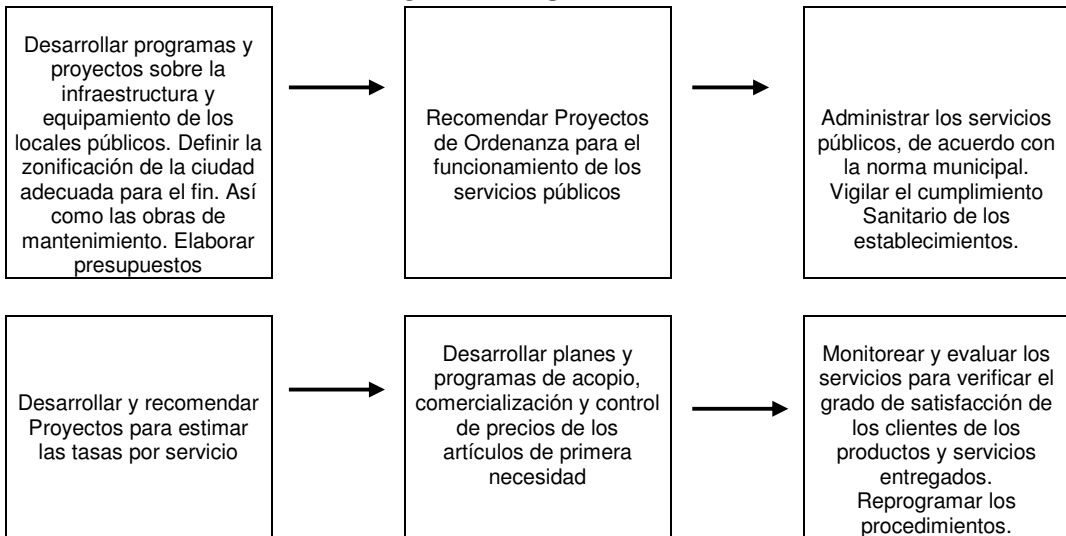 Desarrollar programas y
proyectos sobre la
infraestructura y
equipamiento de los
locales públicos. Definir la
zonificación de la ciudad
adecuada para el fin. Así
como las obras de
mantenimiento. Elaborar
presupuestos
Recomendar Proyectos
de Ordenanza para el
funcionamiento de los
servicios públicos
Administrar los servicios
públicos, de acuerdo con
la norma municipal.
Vigilar el cumplimiento
Sanitario de los
establecimientos.
Desarrollar y recomendar
Proyectos para estimar
las tasas por servicio
Desarrollar planes y
programas de acopio,
comercialización y control
de precios de los
artículos de primera
necesidad
Monitorear y evaluar los
servicios para verificar el
grado de satisfacción de
los clientes de los
productos y servicios
entregados.
Reprogramar los
procedimientos.